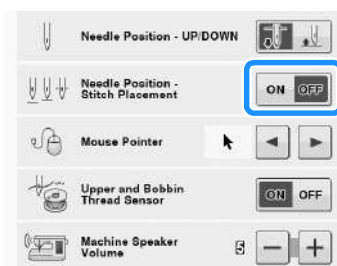 Needle Position - UP/DOWN
Needle Position -
Stitch Placement
ON OFF
Mouse Pointer
Upper and Bobbin
Thread Sensor
ON OFF
Machine Speaker
Volume
5 − +